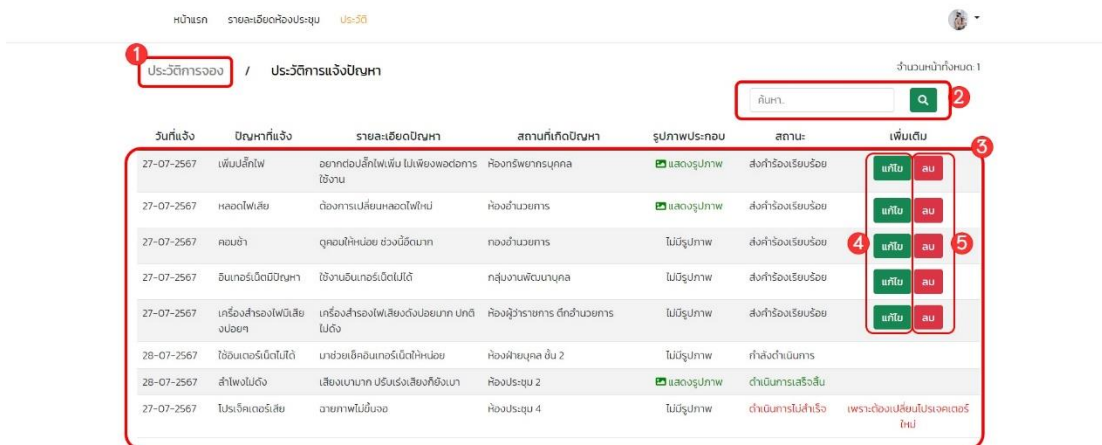 หน้าแรก รายละเอียดห้องประชุม ประวัติ
1
ประวัติการจอง / ประวัติการแจ้งปัญหา
จำนวนหน้าทั้งหมด: 1
ค้นหา..
2
วันที่แจ้ง ปัญหาที่แจ้ง รายละเอียดปัญหา สถานที่เกิดปัญหา รูปภาพประกอบ สถานะ เพิ่มเติม
3
27-07-2567 เพิ่มปลั๊กไฟ อยากต่อปลั๊กไฟเพิ่ม ไม่เพียงพอต่อการ ห้องทรัพยากรบุคคล แสดงรูปภาพ ส่งคำร้องเรียบร้อย แก้ไข ลบ
ใช้งาน
27-07-2567 หลอดไฟเสีย ต้องการเปลี่ยนหลอดไฟใหม่ ห้องอำนวยการ แสดงรูปภาพ ส่งคำร้องเรียบร้อย แก้ไข ลบ
27-07-2567 คอมช้า ดูคอมให้หน่อย ช่วงนี้อืดมาก กองอำนวยการ ไม่มีรูปภาพ ส่งคำร้องเรียบร้อย 4 แก้ไข ลบ 5
27-07-2567 อินเทอร์เน็ตมีปัญหา ใช้งานอินเทอร์เน็ตไม่ได้ กลุ่มงานพัฒนาบุคล ไม่มีรูปภาพ ส่งคำร้องเรียบร้อย แก้ไข ลบ
27-07-2567 เครื่องสำรองไฟมีเสีย เครื่องสำรองไฟเสียงดังบ่อยมาก ปกติ ห้องผู้ว่าราชการ ตึกอำนวยการ ไม่มีรูปภาพ ส่งคำร้องเรียบร้อย แก้ไข ลบ
งบ่อยๆ ไม่ดัง
28-07-2567 ใช้อินเตอร์เน็ตไม่ได้ มาช่วยเช็คอินเตอร์เน็ตให้หน่อย ห้องฝ่ายบุคล ชั้น 2 ไม่มีรูปภาพ กำลังดำเนินการ
28-07-2567 ลำโพงไม่ดัง เสียงเบามาก ปรับเร่งเสียงก็ยังเบา ห้องประชุม 2 แสดงรูปภาพ ดำเนินการเสร็จสิ้น
27-07-2567 โปรเจ็คเตอร์เสีย ฉายภาพไม่ขึ้นจอ ห้องประชุม 4 ไม่มีรูปภาพ ดำเนินการไม่สำเร็จ เพราะต้องเปลี่ยนโปรเจคเตอร์
ใหม่